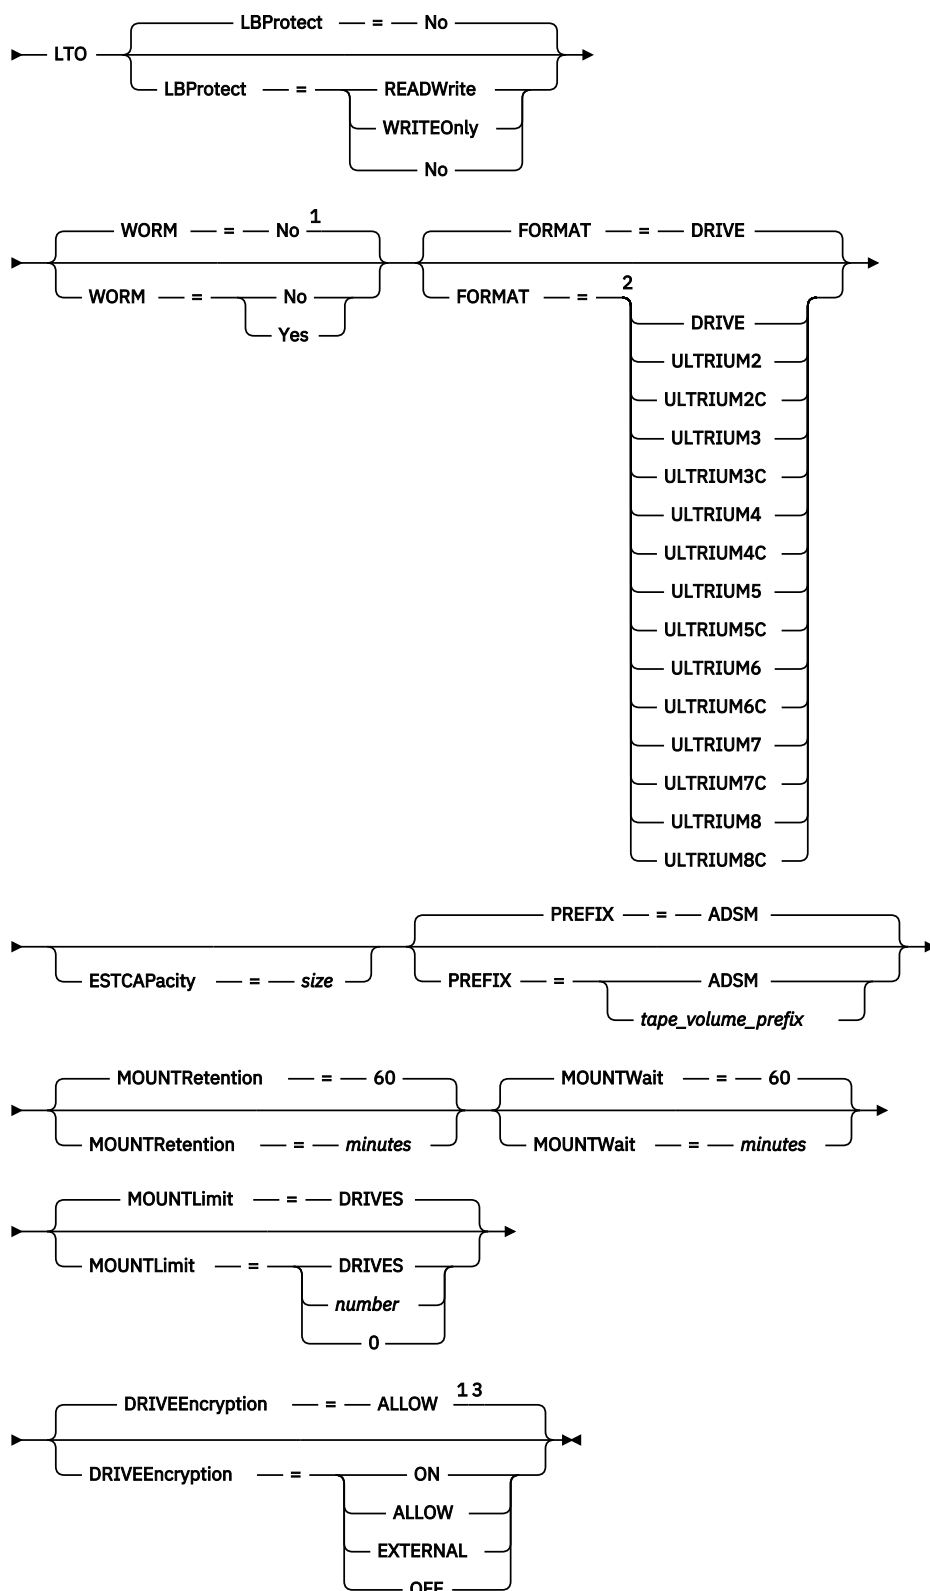 LBProtect = No
LTO
LBProtect = READWrite
WRITEOnly
No
WORM = No 1 FORMAT = DRIVE
WORM = No FORMAT = 2
Yes
DRIVE
ULTRIUM2
ULTRIUM2C
ULTRIUM3
ULTRIUM3C
ULTRIUM4
ULTRIUM4C
ULTRIUM5
ULTRIUM5C
ULTRIUM6
ULTRIUM6C
ULTRIUM7
ULTRIUM7C
ULTRIUM8
ULTRIUM8C
PREFIX = ADSM
ESTCAPacity = size PREFIX = ADSM
tape_volume_prefix
MOUNTRetention = 60 MOUNTWait = 60
MOUNTRetention = minutes MOUNTWait = minutes
MOUNTLimit = DRIVES
MOUNTLimit = DRIVES
number
0
DRIVEEncryption = ALLOW 1 3
DRIVEEncryption = ON
ALLOW
EXTERNAL
OFF